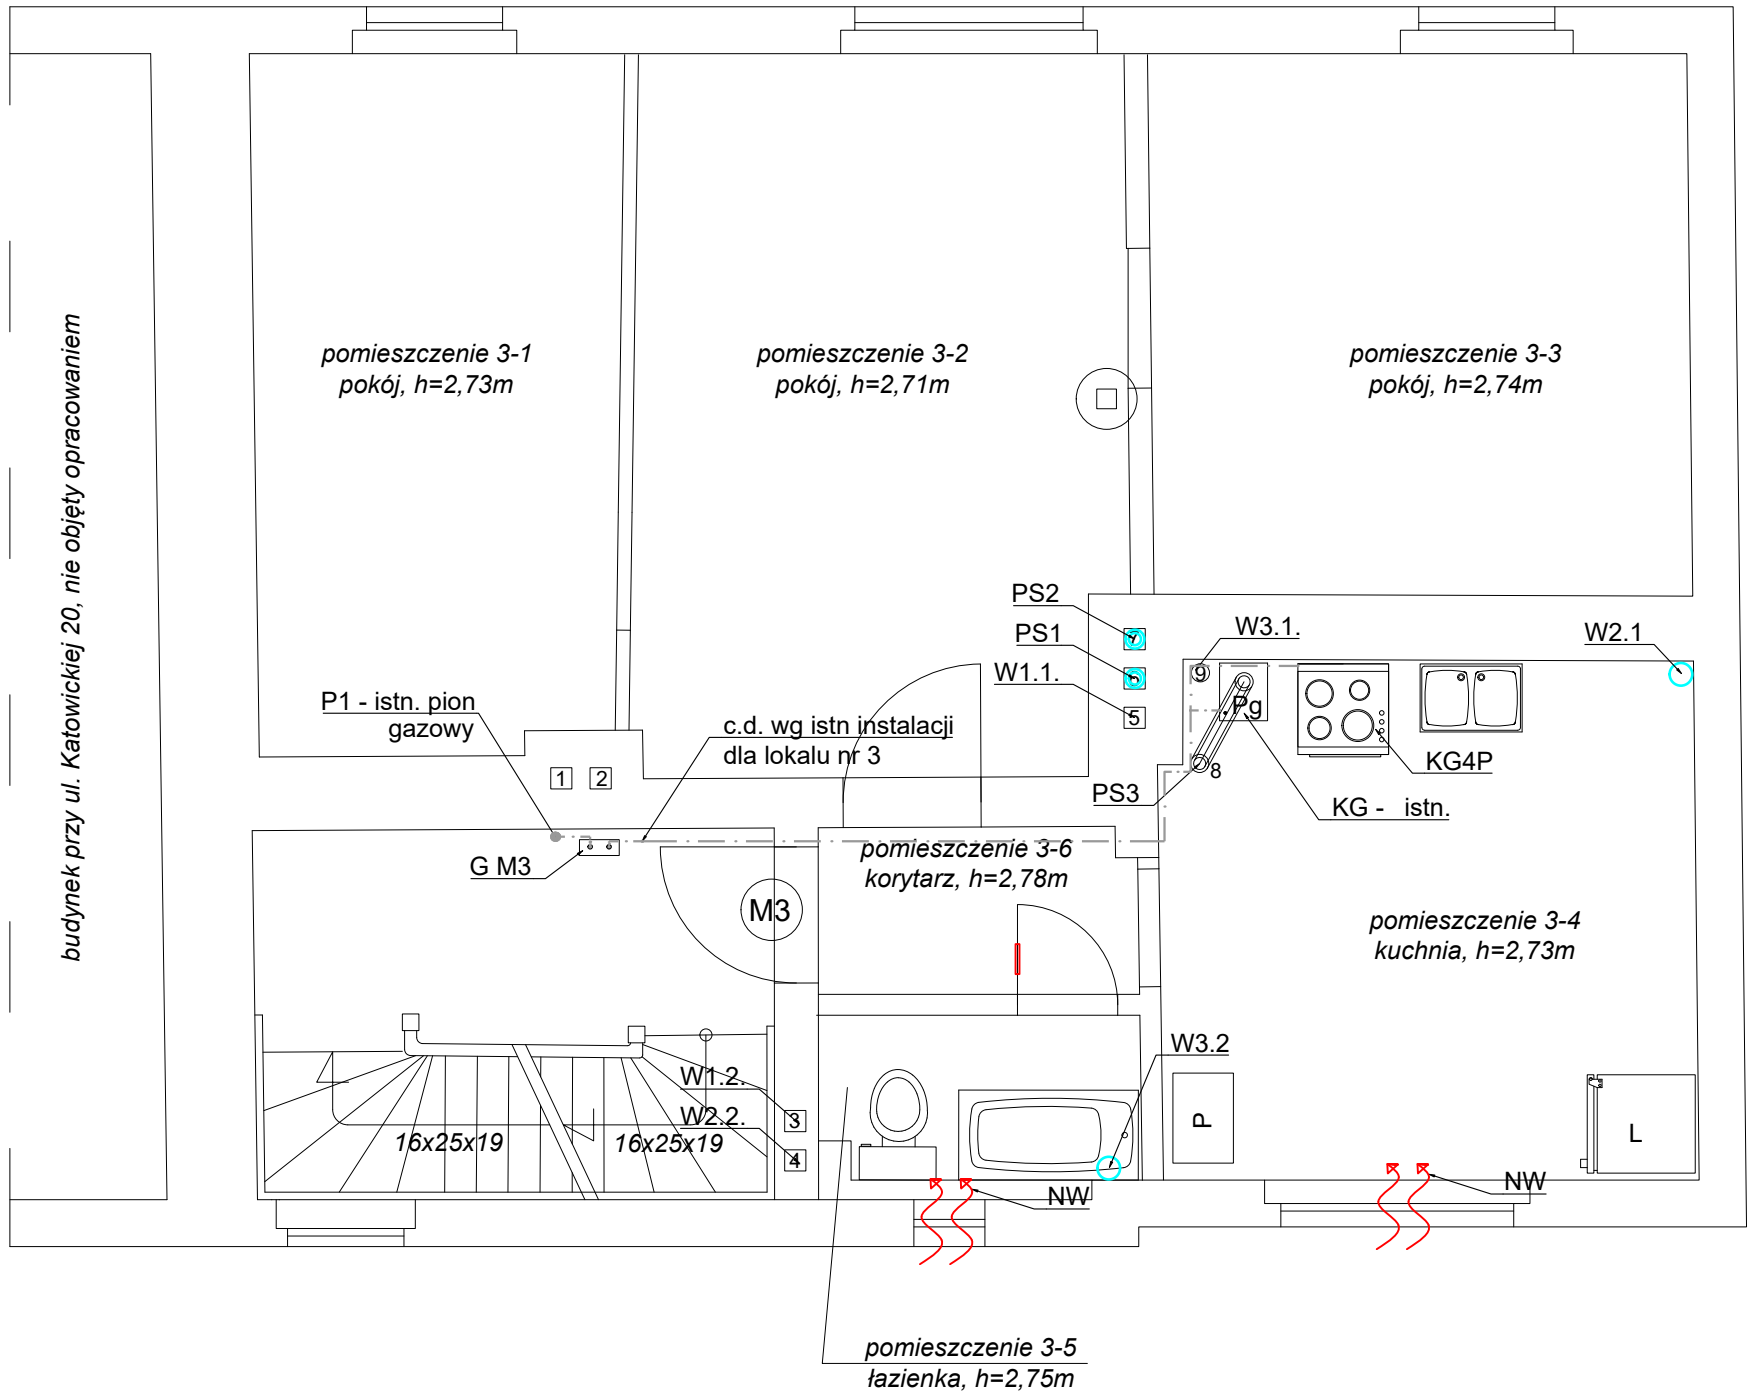 budynek przy ul. Katowickiej 20, nie objęty opracowaniem
pomieszczenie 3-1
pokój, h=2,73m
pomieszczenie 3-2
pokój, h=2,71m
pomieszczenie 3-3
pokój, h=2,74m
PS2
PS1
W1.1.
5
W3.1.
9
W2.1
Pg
P1 - istn. pion
gazowy
c.d. wg istn instalacji
dla lokalu nr 3
1
2
KG4P
8
PS3
KG - istn.
G M3
pomieszczenie 3-6
korytarz, h=2,78m
M3
pomieszczenie 3-4
kuchnia, h=2,73m
W3.2
W1.2.
3
W2.2.
4
16x25x19
16x25x19
P
L
NW
NW
pomieszczenie 3-5
łazienka, h=2,75m